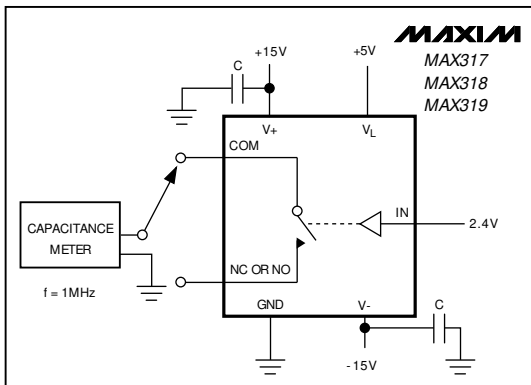 MAXIM
MAX317
MAX318
MAX319
+15V
+5V
C
V+
VL
COM
IN
2.4V
CAPACITANCE
METER
NC OR NO
f = 1MHz
GND
V-
C
-15V